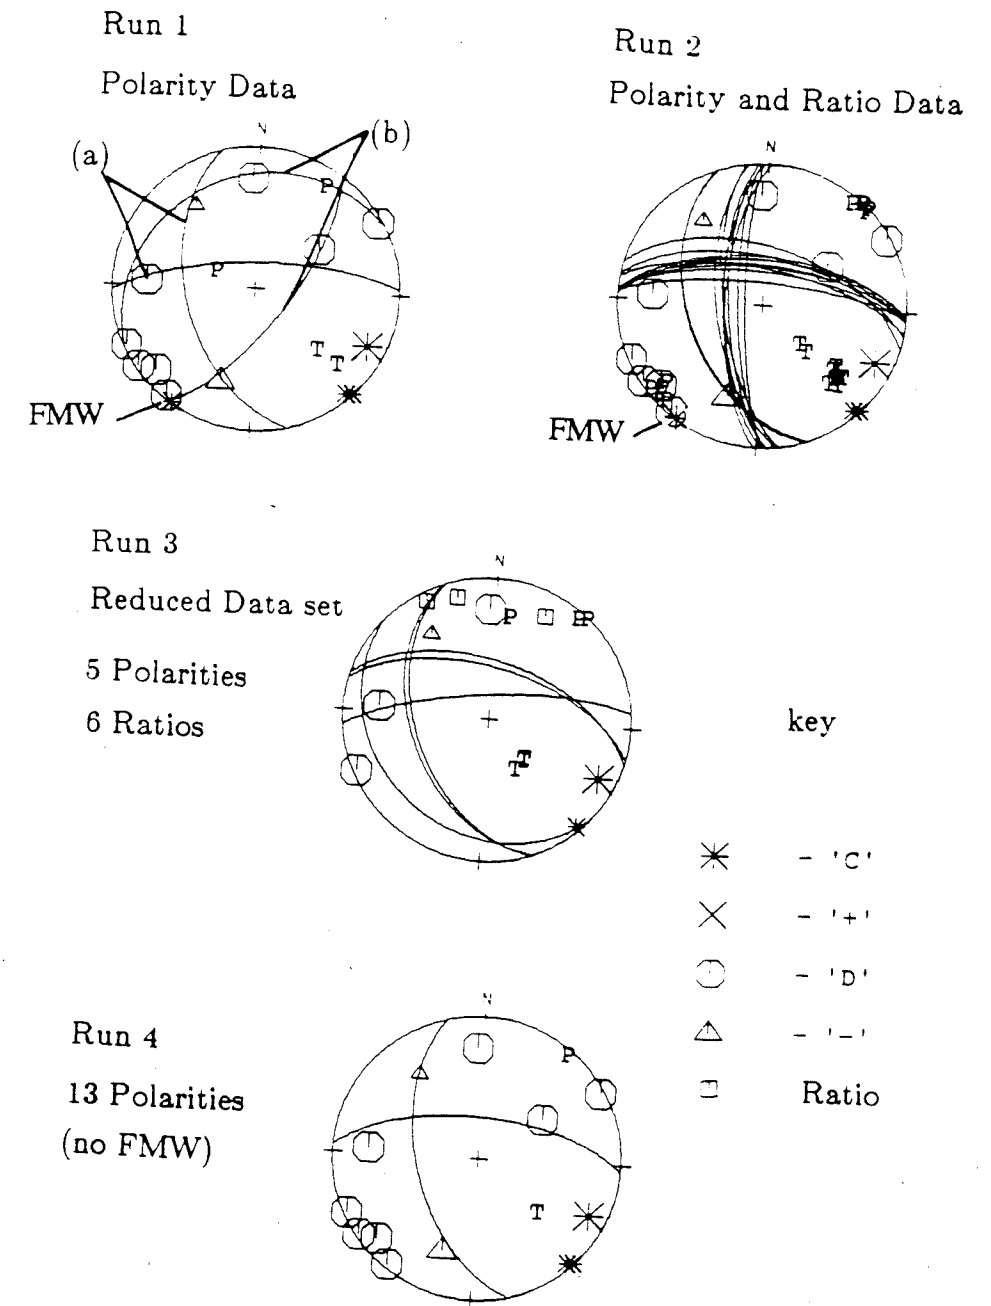 Run 1
Polarity Data
N
(a)
(b)
P
P
T T
FMW
Run 2
Polarity and Ratio Data
N
P
T
T
FMW
Run 3
Reduced Data set
5 Polarities
6 Ratios
N
P
P
T
T
key
- 'C'
- '+'
- 'D'
- '-'
Ratio
Run 4
13 Polarities
(no FMW)
N
P
T